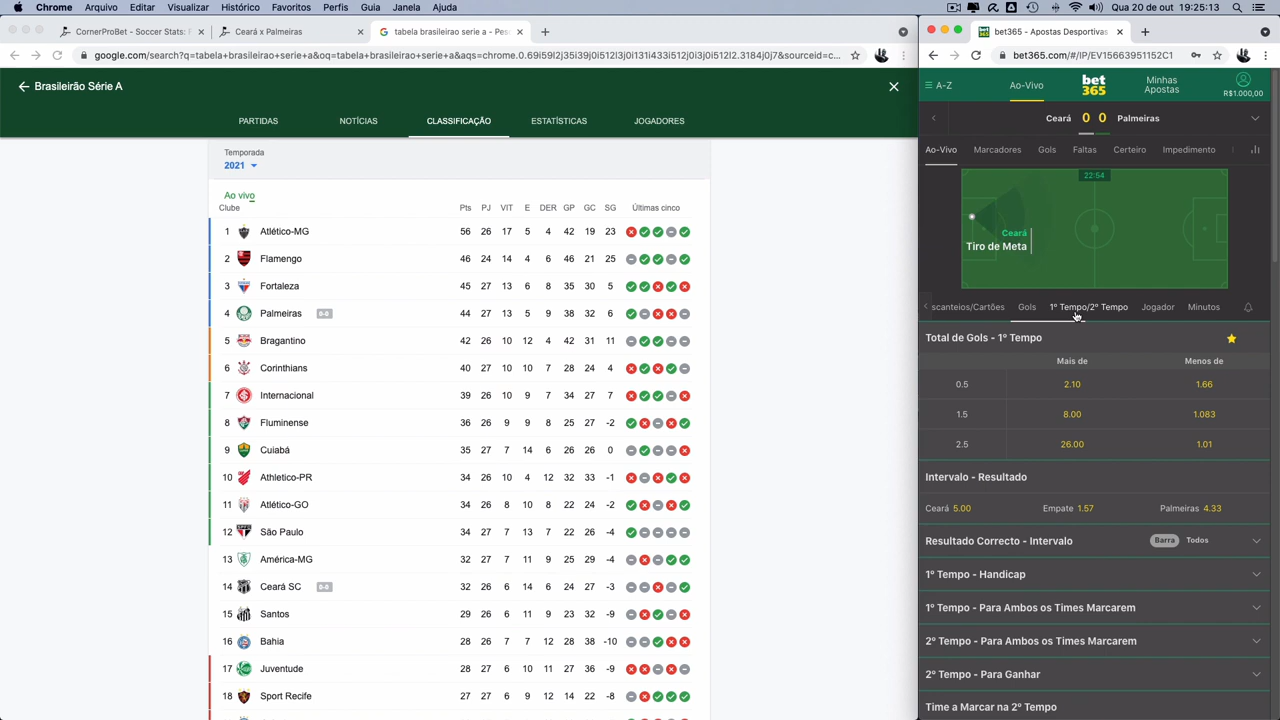 Chrome Arquivo Editar Visualizar Histórico Favoritos Perfis Guia Janela Ajuda
Qua 20 de out 19:25:13
CornerProBet - Soccer Stats: F
Ceará x Palmeiras
tabela brasileirao serie a - Pes
google.com/search?q=tabela+brasileirao+serie+a&oq=tabela+brasileirao+serie+a&aqs=chrome.0.69i59l2j35j39j0i512l3j0i131i433i512j0i3j0i512l2.3184j0j7&sourceid=c...
Brasileirão Série A
PARTIDAS NOTÍCIAS CLASSIFICAÇÃO ESTATÍSTICAS JOGADORES
Temporada
2021
Ao vivo
Clube Pts PJ VIT E DER GP GC SG Últimas cinco
1 Atlético-MG 56 26 17 5 4 42 19 23
2 Flamengo 46 24 14 4 6 46 21 25
3 Fortaleza 45 27 13 6 8 35 30 5
4 Palmeiras 0-0 44 27 13 5 9 38 32 6
5 Bragantino 42 26 10 12 4 42 31 11
6 Corinthians 40 27 10 10 7 28 24 4
7 Internacional 39 26 10 9 7 34 27 7
8 Fluminense 36 26 9 9 8 25 27 -2
9 Cuiabá 35 27 7 14 6 26 26 0
10 Athletico-PR 34 26 10 4 12 32 33 -1
11 Atlético-GO 34 26 8 10 8 22 24 -2
12 São Paulo 34 27 7 13 7 22 26 -4
13 América-MG 32 27 7 11 9 25 29 -4
14 Ceará SC 0-0 32 26 6 14 6 24 27 -3
15 Santos 29 26 6 11 9 23 32 -9
16 Bahia 28 26 7 7 12 28 38 -10
17 Juventude 28 27 6 10 11 27 36 -9
18 Sport Recife 27 27 6 9 12 14 22 -8
bet365 - Apostas Desportivas
bet365.com/#/IP/EV15663951152C1
A-Z Ao-Vivo bet365 Minhas Apostas R$1.000,00
Ceará 0 0 Palmeiras
Ao-Vivo Marcadores Gols Faltas Certeiro Impedimento
22:54
Ceará
Tiro de Meta
scanteios/Cartões Gols 1º Tempo/2º Tempo Jogador Minutos
Total de Gols - 1º Tempo
Mais de Menos de
0.5 2.10 1.66
1.5 8.00 1.083
2.5 26.00 1.01
Intervalo - Resultado
Ceará 5.00 Empate 1.57 Palmeiras 4.33
Resultado Correcto - Intervalo Barra Todos
1º Tempo - Handicap
1º Tempo - Para Ambos os Times Marcarem
2º Tempo - Para Ambos os Times Marcarem
2º Tempo - Para Ganhar
Time a Marcar na 2º Tempo